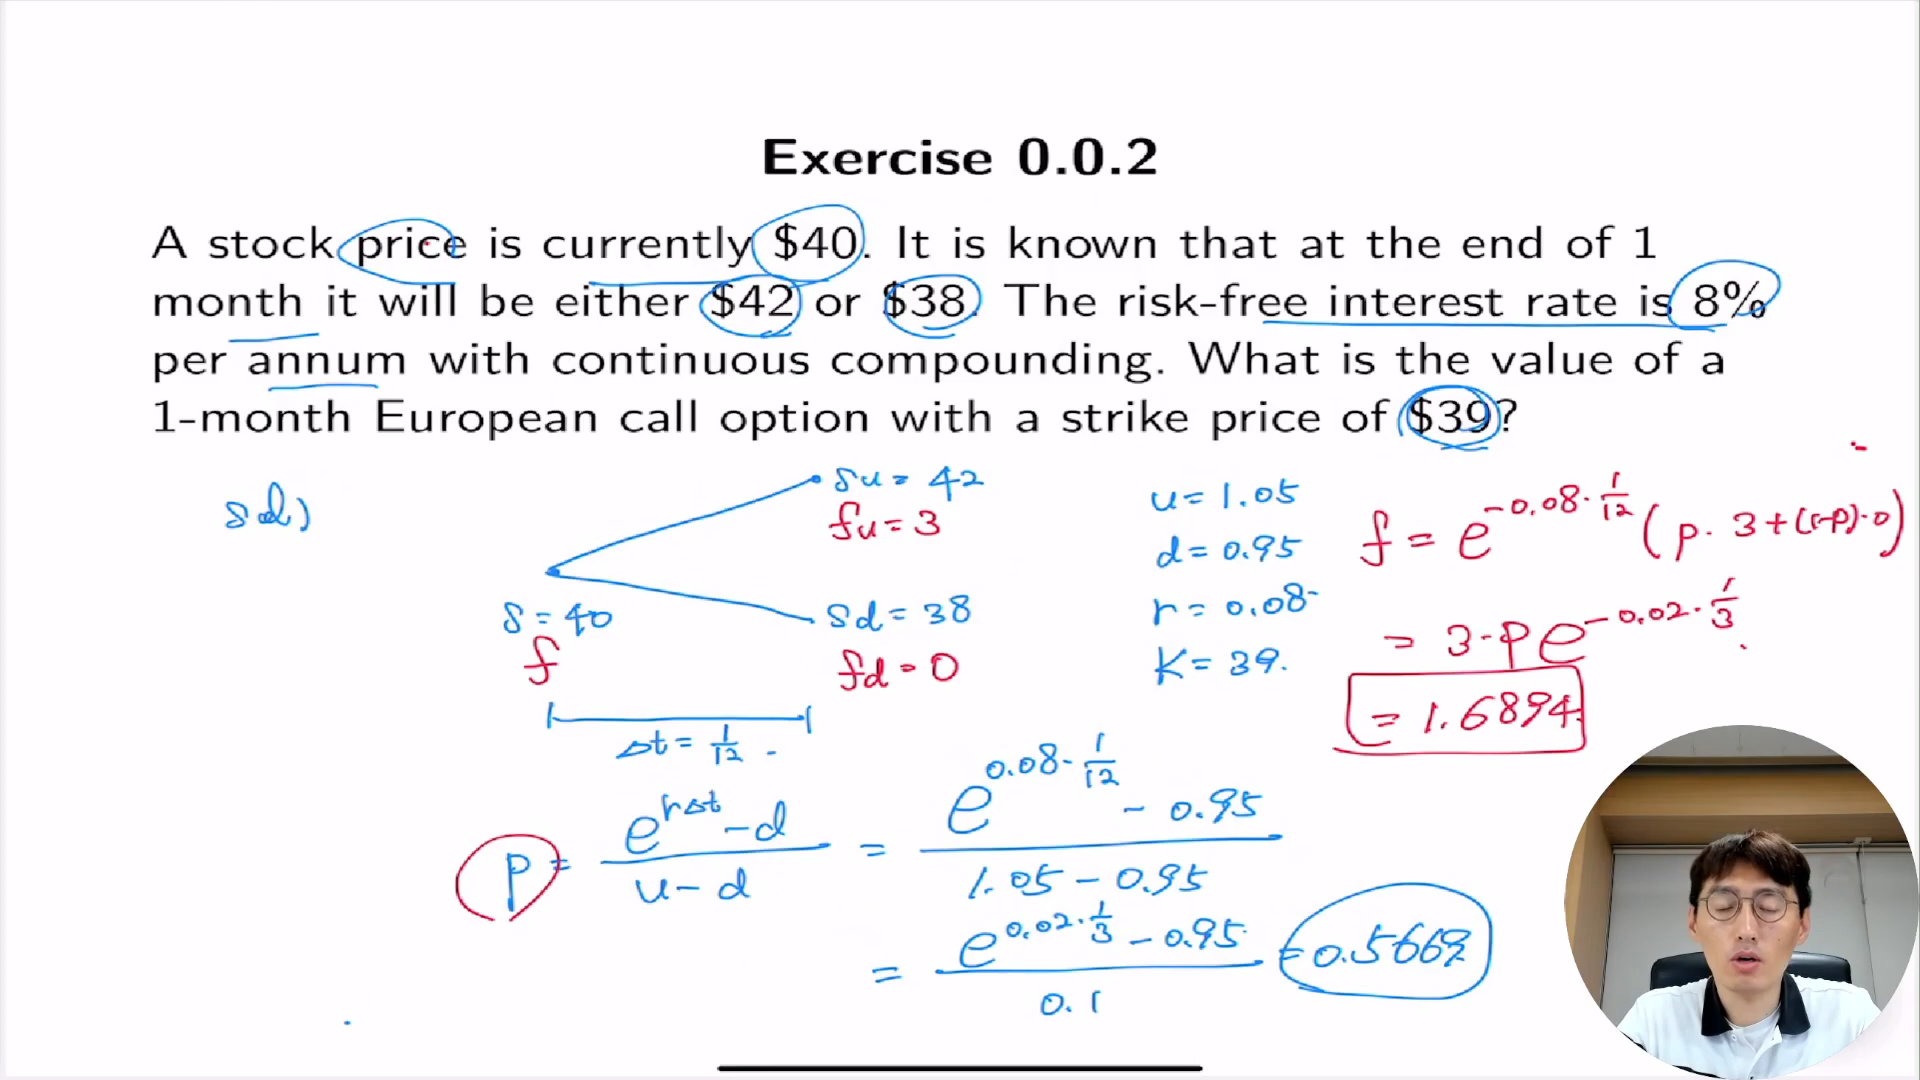 Exercise 0.0.2
A stock price is currently $40. It is known that at the end of 1
month it will be either $42 or $38. The risk-free interest rate is 8%
per annum with continuous compounding. What is the value of a
1-month European call option with a strike price of $39?
sol)
Su = 42
fu = 3
S = 40
f
Sd = 38
fd = 0
Δt = 1/12
u = 1.05
d = 0.95
r = 0.08
K = 39.
f = e^{-0.08·1/12} (p·3+(1-p)·0)
= 3·p e^{-0.02·1/3}
= 1.6894
p = (e^{rΔt} - d)/(u - d) = (e^{0.08·1/12} - 0.95)/(1.05 - 0.95)
= (e^{0.02·1/3} - 0.95)/0.1 = 0.5669